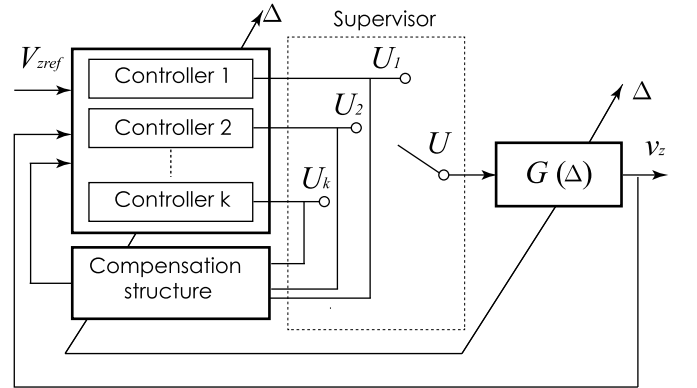 Supervisor
Δ
V_zref
Controller 1
U_1
Controller 2
U_2
Δ
U
v_z
G (Δ)
Controller k
U_k
Compensation
structure